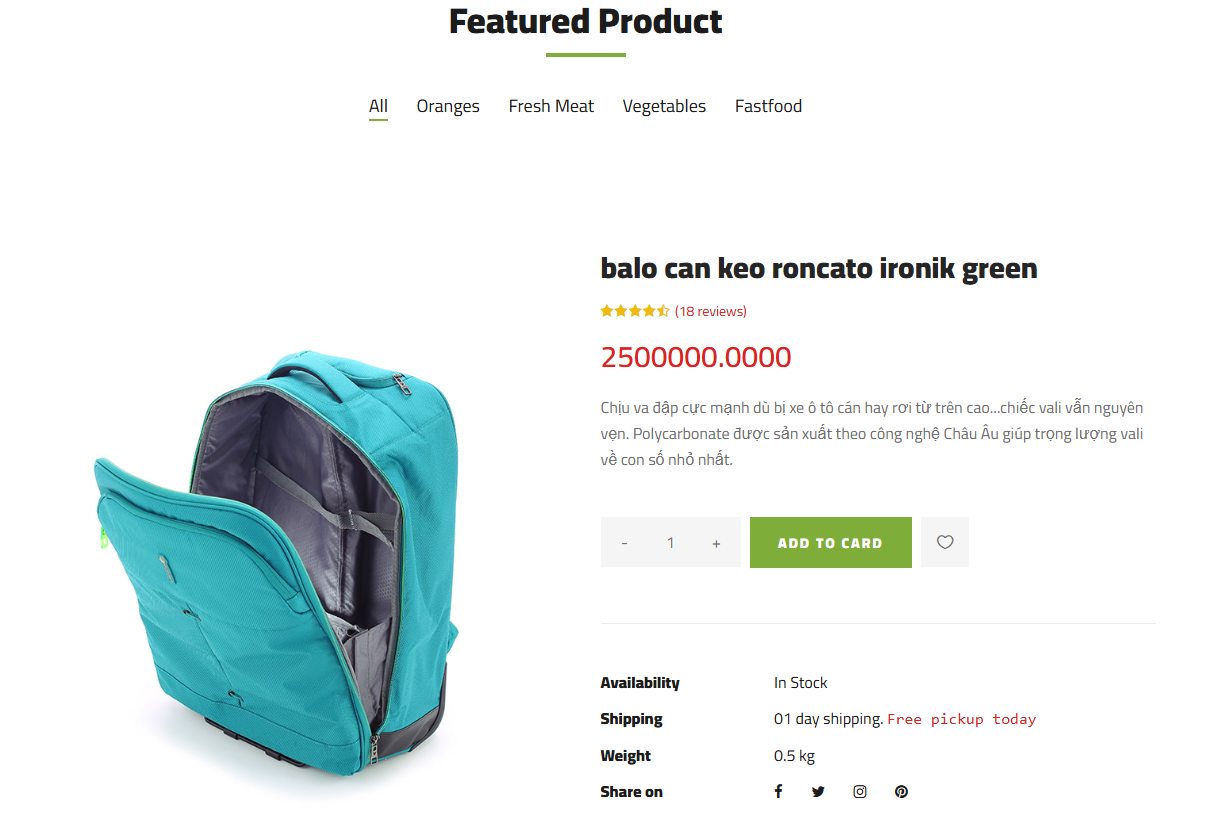 Featured Product
All Oranges Fresh Meat Vegetables Fastfood
balo can keo roncato ironik green
(18 reviews)
2500000.0000
Chịu va đập cực mạnh dù bị xe ô tô cán hay rơi từ trên cao...chiếc vali vẫn nguyên
vẹn. Polycarbonate được sản xuất theo công nghệ Châu Âu giúp trọng lượng vali
về con số nhỏ nhất.
- 1 + ADD TO CARD
Availability In Stock
Shipping 01 day shipping. Free pickup today
Weight 0.5 kg
Share on